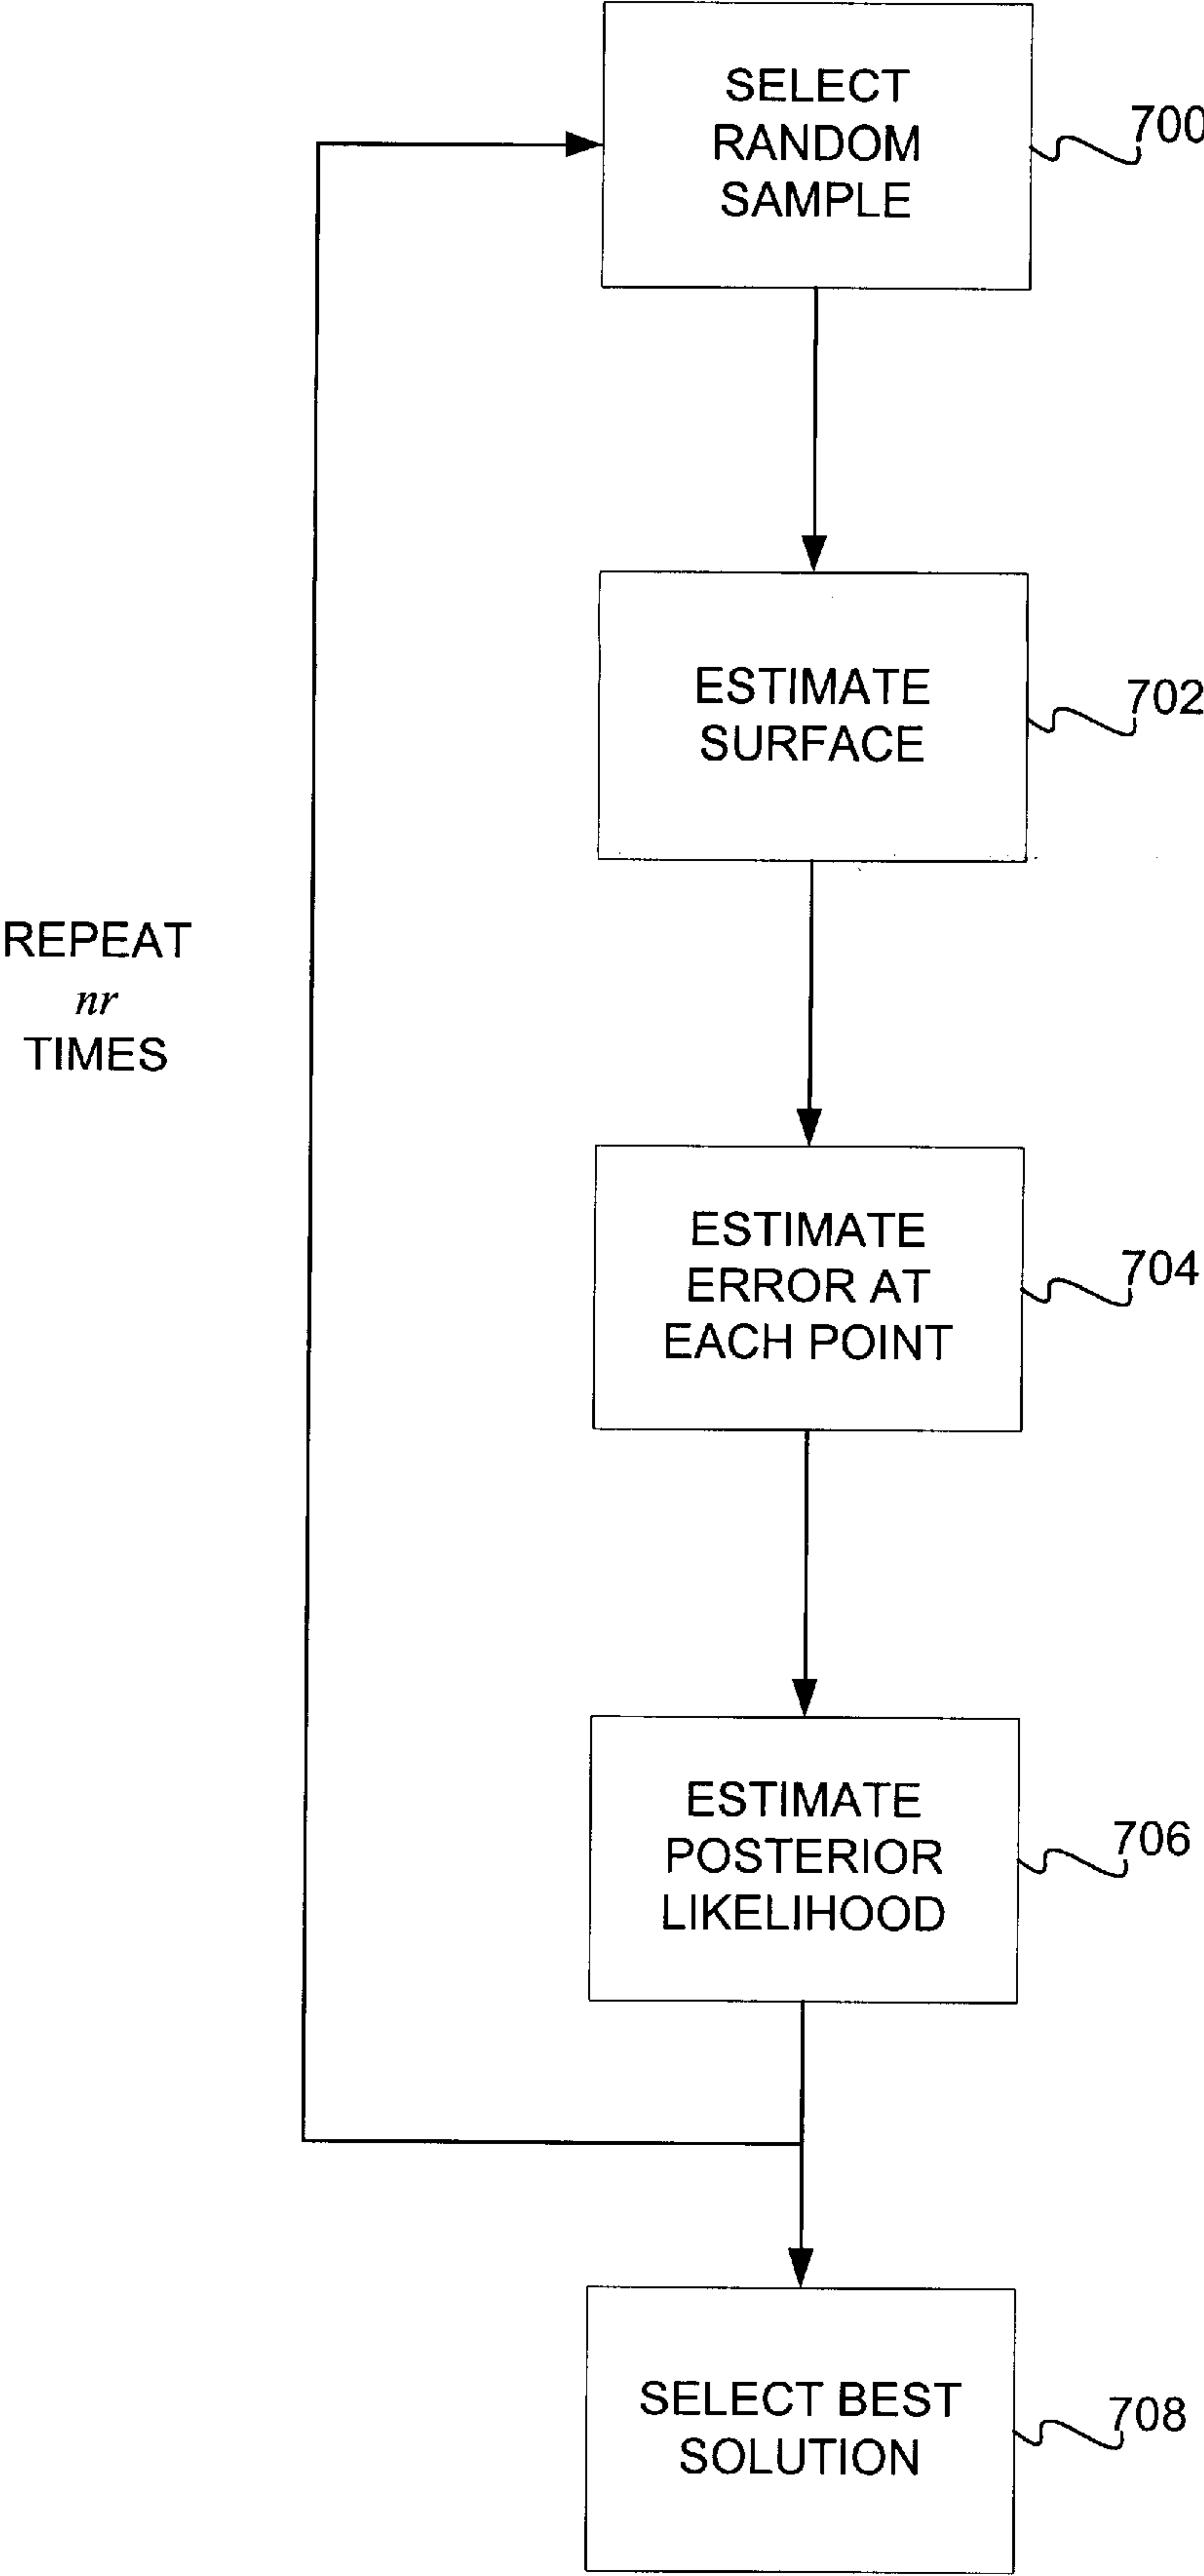 SELECT
RANDOM
SAMPLE
700
ESTIMATE
SURFACE
702
REPEAT
nr
TIMES
ESTIMATE
ERROR AT
EACH POINT
704
ESTIMATE
POSTERIOR
LIKELIHOOD
706
SELECT BEST
SOLUTION
708